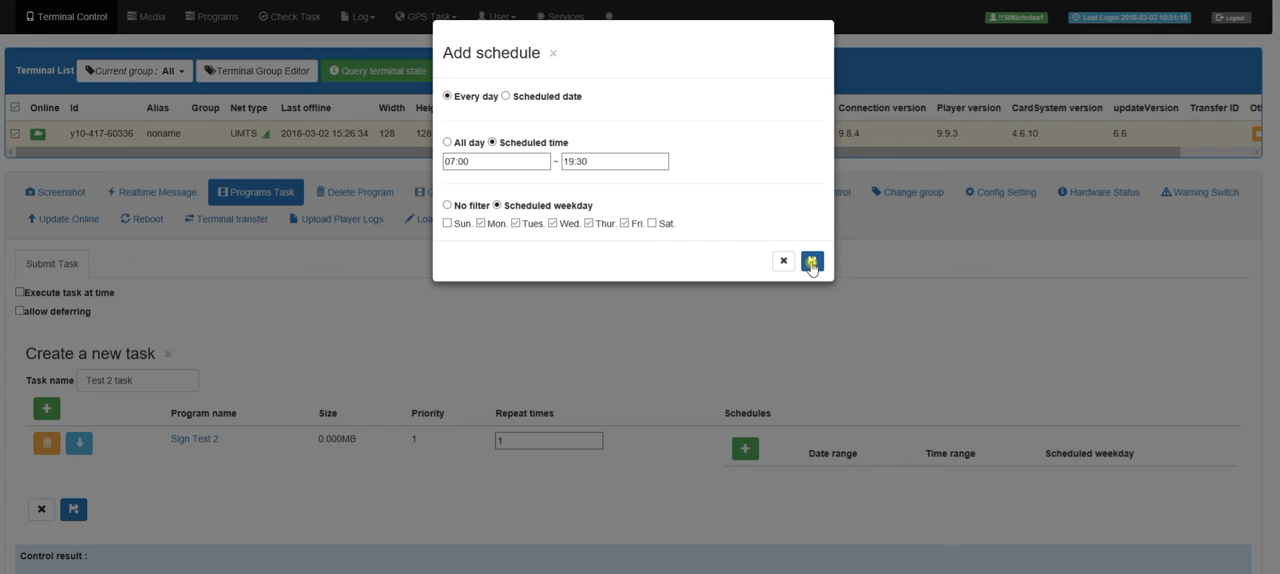 Terminal Control Media Programs Check Task Log GPS Task User Services !!!StNicholas1 Last Login 2018-03-03 10:51:16 Logout
Add schedule
Terminal List Current group: All Terminal Group Editor Query terminal state
Every day Scheduled date
Online Id Alias Group Net type Last offline Width Connection version Player version CardSystem version updateVersion Transfer ID
y10-417-60336 noname UMTS 2018-03-02 15:26:34 128 9.8.4 9.9.3 4.6.10 6.6
All day Scheduled time
07:00 ~ 19:30
Screenshot Realtime Message Programs Task Delete Program Change group Config Setting Hardware Status Warning Switch
No filter Scheduled weekday
Update Online Reboot Terminal transfer Upload Player Logs
Sun. Mon. Tues. Wed. Thur. Fri. Sat.
Submit Task
Execute task at time
allow deferring
Create a new task
Task name Test 2 task
Program name Size Priority Repeat times Schedules
Sign Test 2 0.000MB 1 1
Date range Time range Scheduled weekday
Control result :